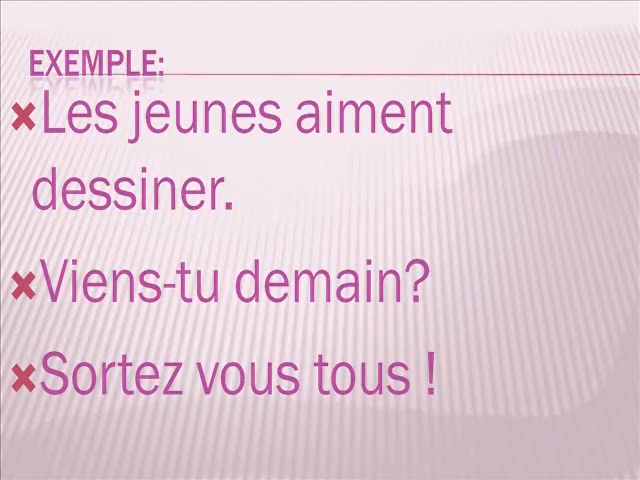 EXEMPLE:
Les jeunes aiment
dessiner.
Viens-tu demain?
Sortez vous tous !